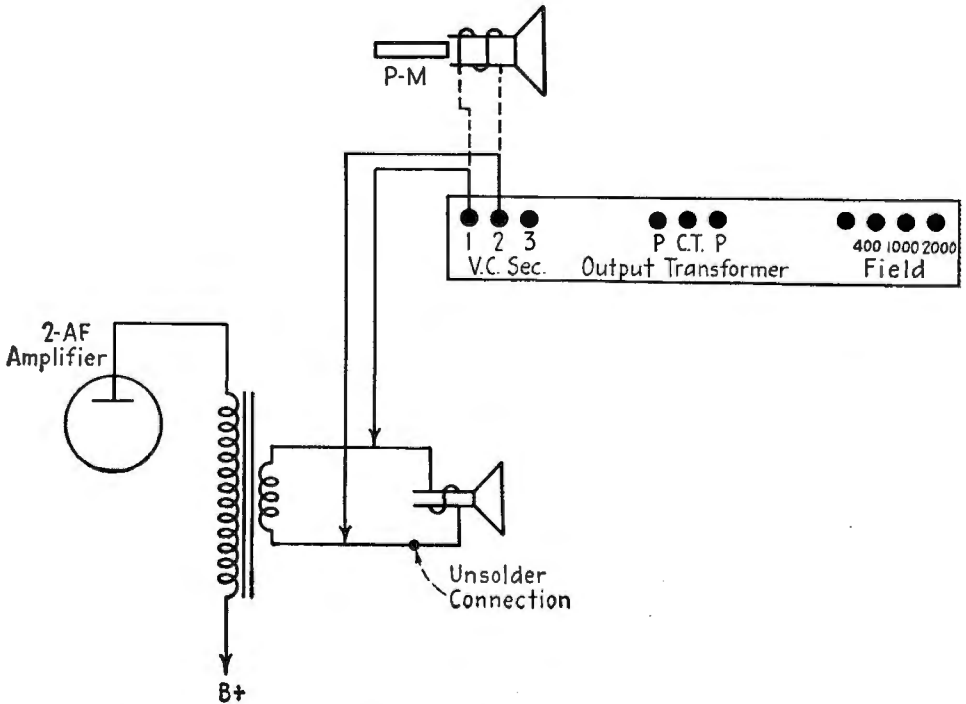 P-M
1 2 3
V.C. Sec.
P C.T. P
Output Transformer
400 1000 2000
Field
2-AF
Amplifier
Unsolder
Connection
B+